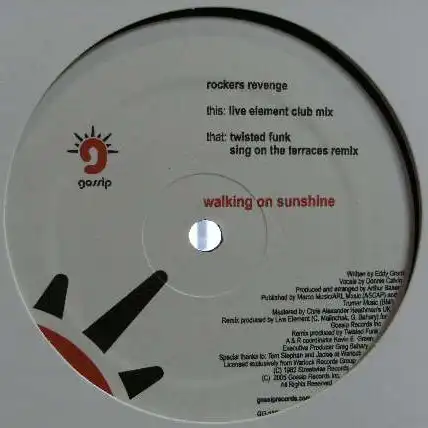 rockers revenge
this: live element club mix
that: twisted funk
sing on the terraces remix
gossip
walking on sunshine
Written by Eddy Grant
Vocals by Donnie Calvin
Produced and arranged by Arthur Baker
Published by Marco Music/ARL Music (ASCAP) and
Trumar Music (BMI)
Mastered by Chris Alexander Heathman's UK
Remix produced by Live Element (C. Malinchak, G. Bahary) for
Gossip Records Inc.
Remix produced by Twisted Funk
A & R coordinator Kevin E. Green
Executive Producer Greg Bahary
Special thanks to: Tom Stephan and Jackie at Warlock
Licensed exclusively from Warlock Records Group
(C) 1982 Streetwise Records
(C) 2005 Gossip Records Inc.
All Rights Reserved
gossiprecords.com